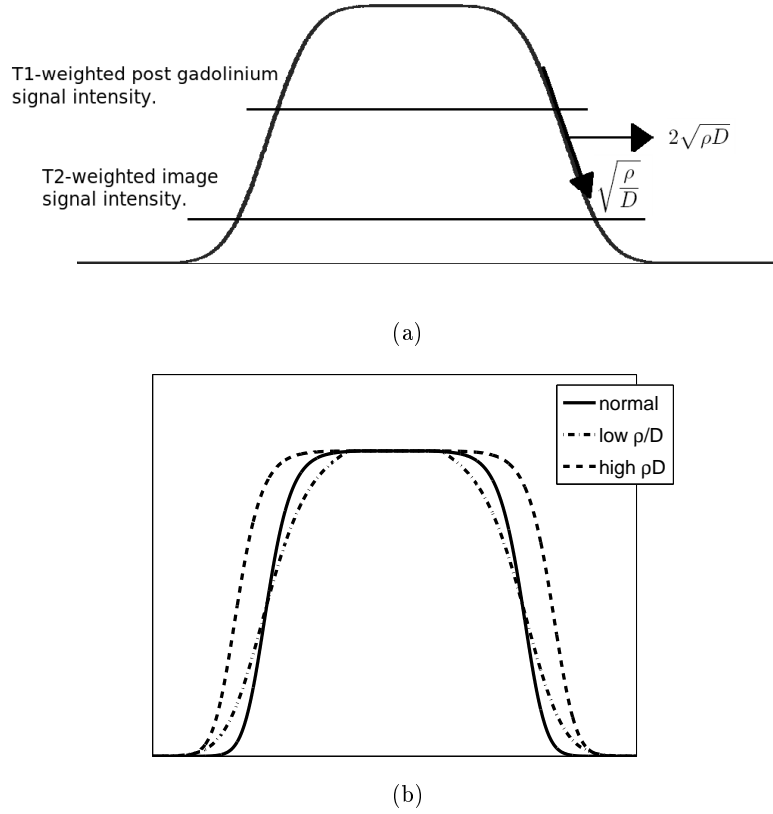 T1-weighted post gadolinium
signal intensity.
2√ρD
T2-weighted image
signal intensity.
√ρ/D
(a)
normal
low ρ/D
high ρD
(b)